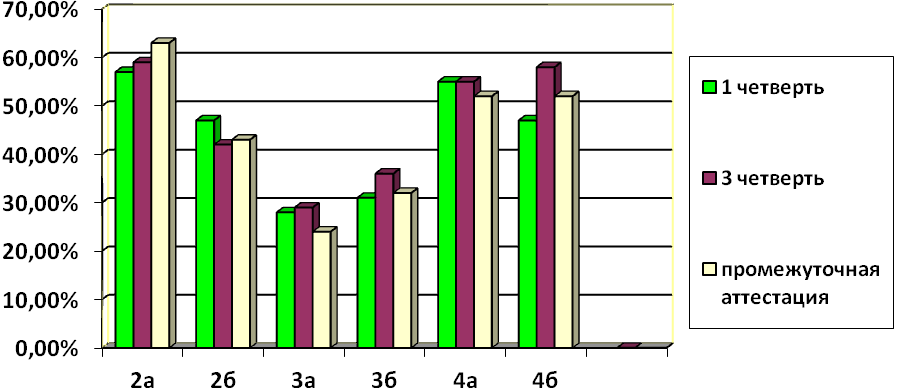 70,00%
60,00%
50,00%
40,00%
30,00%
20,00%
10,00%
0,00%
2а 2б 3а 3б 4а 4б
1 четверть
3 четверть
промежуточная
аттестация